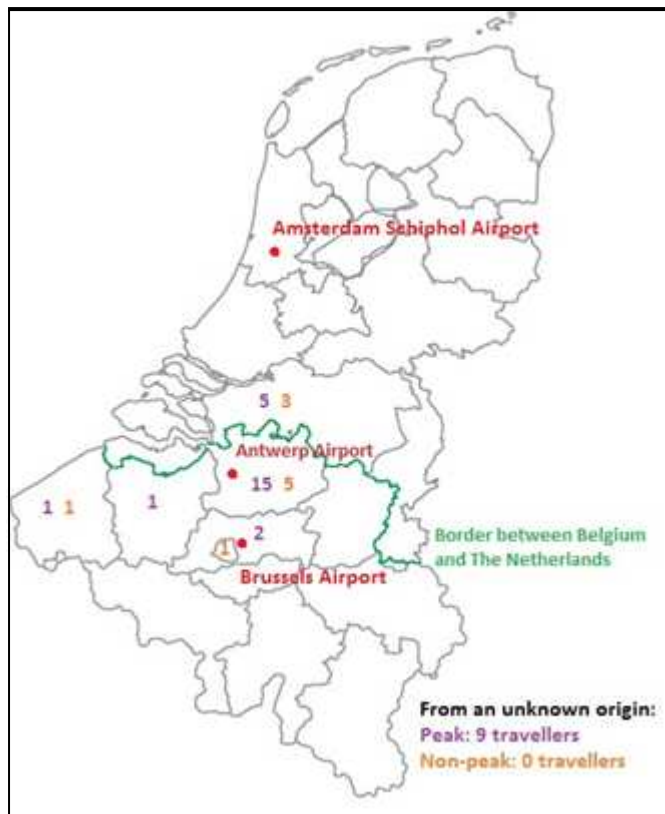 Amsterdam Schiphol Airport
5 3
Antwerp Airport
15 5
1 1
1
2
1
Border between Belgium
and The Netherlands
Brussels Airport
From an unknown origin:
Peak: 9 travellers
Non-peak: 0 travellers